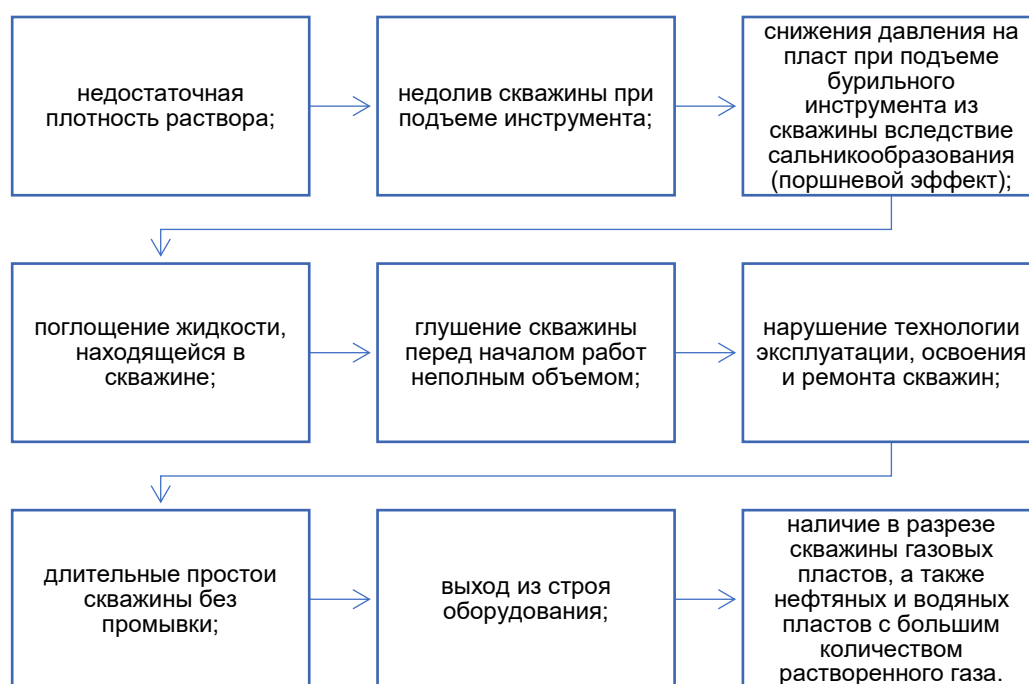 недостаточная
плотность раствора;
недолив скважины при
подъеме инструмента;
снижения давления на
пласт при подъеме
бурильного
инструмента из
скважины вследствие
сальникообразования
(поршневой эффект);
поглощение жидкости,
находящейся в
скважине;
глушение скважины
перед началом работ
неполным объемом;
нарушение технологии
эксплуатации, освоения
и ремонта скважин;
длительные простои
скважины без
промывки;
выход из строя
оборудования;
наличие в разрезе
скважины газовых
пластов, а также
нефтяных и водяных
пластов с большим
количеством
растворенного газа.